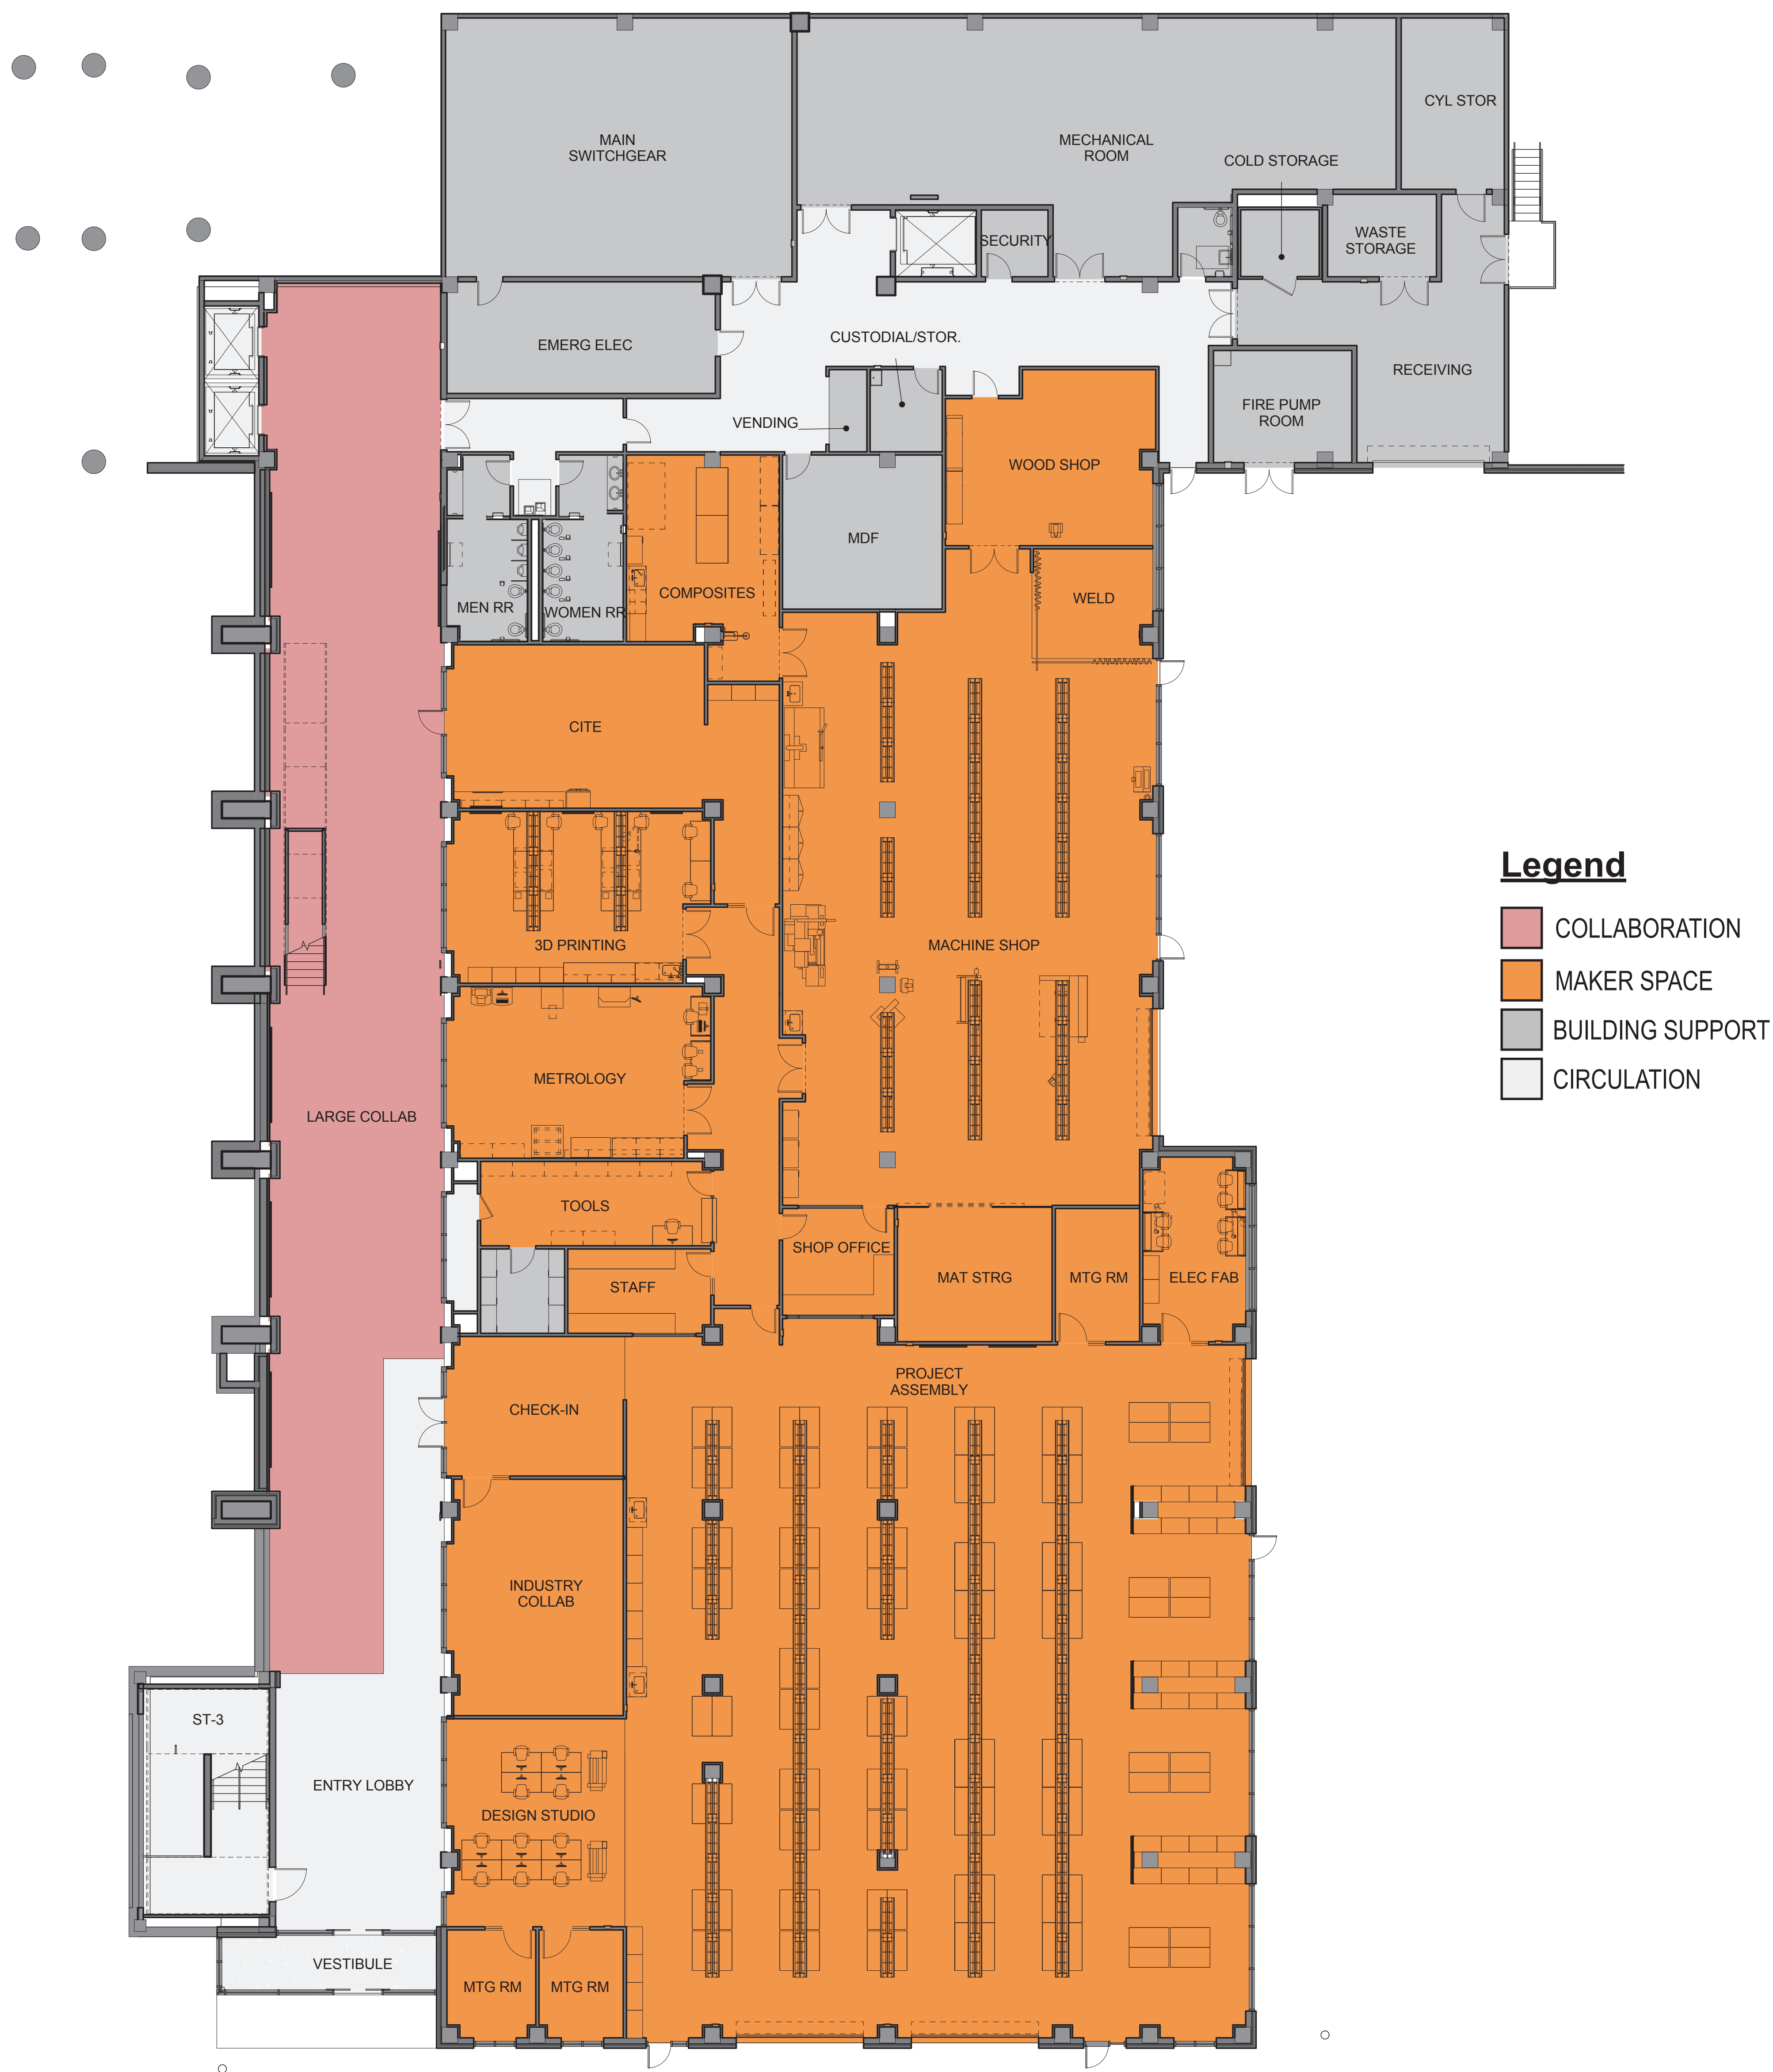 CYL STOR
MAIN
SWITCHGEAR
MECHANICAL
ROOM
COLD STORAGE
SECURITY
WASTE
STORAGE
EMERG ELEC
CUSTODIAL/STOR.
RECEIVING
VENDING
FIRE PUMP
ROOM
WOOD SHOP
MDF
COMPOSITES
WELD
MEN RR
WOMEN RR
CITE
Legend
COLLABORATION
MAKER SPACE
BUILDING SUPPORT
CIRCULATION
3D PRINTING
MACHINE SHOP
METROLOGY
LARGE COLLAB
TOOLS
SHOP OFFICE
STAFF
MAT STRG
MTG RM
ELEC FAB
PROJECT
ASSEMBLY
CHECK-IN
INDUSTRY
COLLAB
ST-3
ENTRY LOBBY
DESIGN STUDIO
VESTIBULE
MTG RM
MTG RM